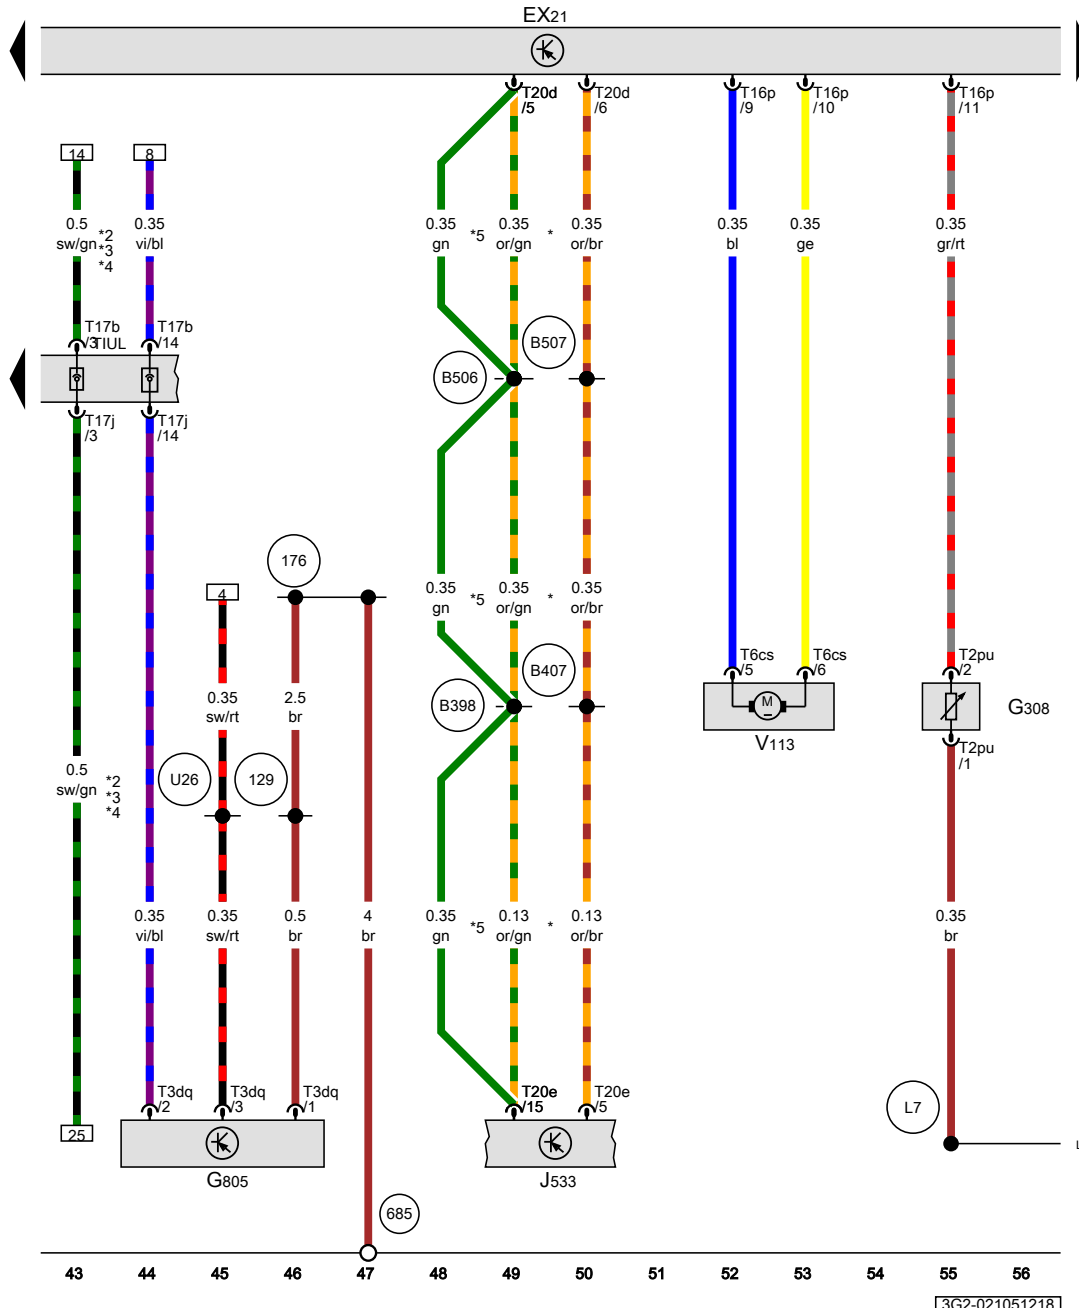 EX21
T20d /5
T20d /6
T16p /9
T16p /10
T16p /11
14
8
0.5 sw/gn
*2
*3
*4
0.35 vi/bl
0.35 gn
*5
0.35 or/gn
*
0.35 or/br
0.35 bl
0.35 ge
0.35 gr/rt
T17b /3
TIUL
T17b /14
B507
B506
T17j /3
T17j /14
176
4
0.35 gn
*5
0.35 or/gn
*
0.35 or/br
T6cs /5
T6cs /6
T2pu /2
B407
B398
0.35 sw/rt
2.5 br
M
V113
G308
T2pu /1
0.5 sw/gn
*2
*3
*4
U26
129
0.35 vi/bl
0.35 sw/rt
0.5 br
4 br
0.35 gn
*5
0.13 or/gn
*
0.13 or/br
0.35 br
T3dq /2
T3dq /3
T3dq /1
T20e /15
T20e /5
L7
25
G805
J533
685
43 44 45 46 47 48 49 50 51 52 53 54 55 56
3G2-021051218